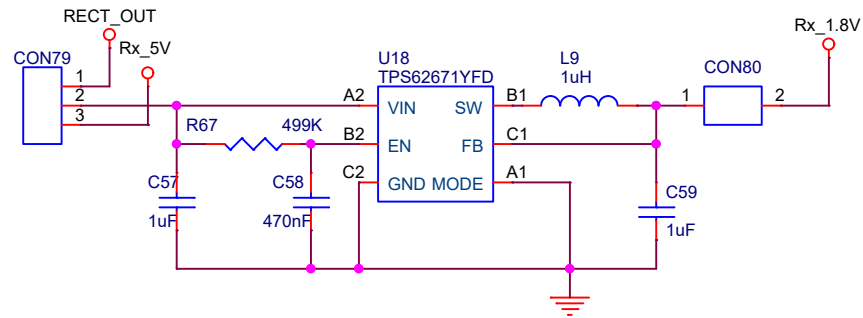 RECT_OUT
Rx_5V
Rx_1.8V
CON79
1
2
3
U18
TPS62671YFD
A2 VIN SW B1
B2 EN FB C1
C2 GND MODE A1
L9
1uH
CON80
1 2
R67 499K
C57
1uF
C58
470nF
C59
1uF